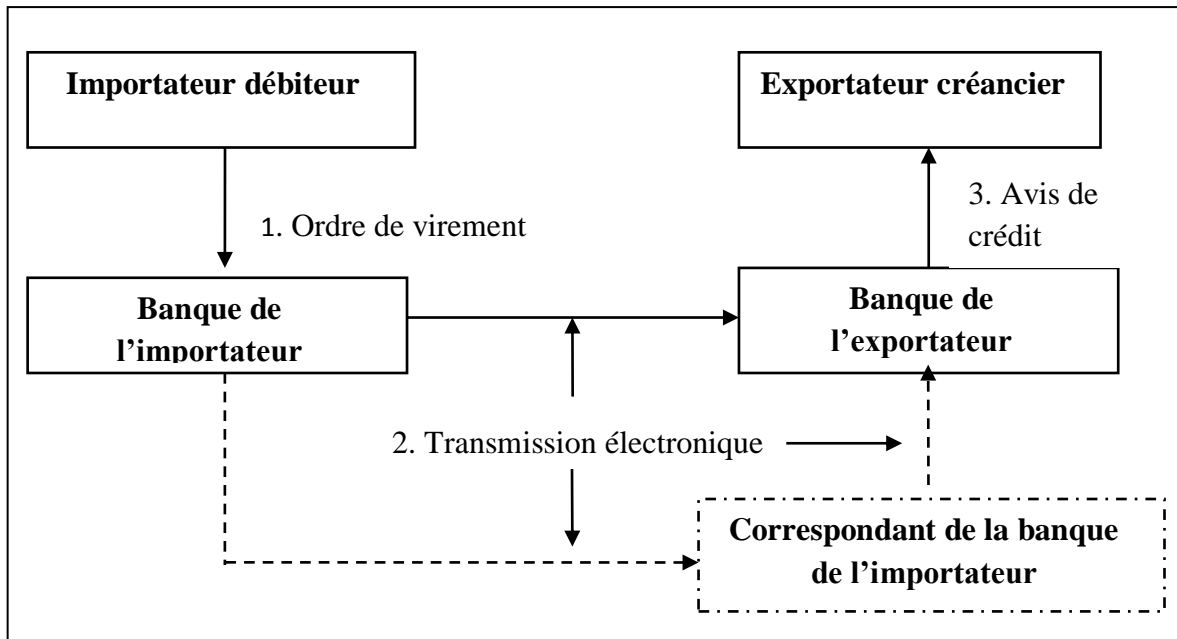 Importateur débiteur
Exportateur créancier
1. Ordre de virement
3. Avis de
crédit
Banque de
l’importateur
Banque de
l’exportateur
2. Transmission électronique
Correspondant de la banque
de l’importateur